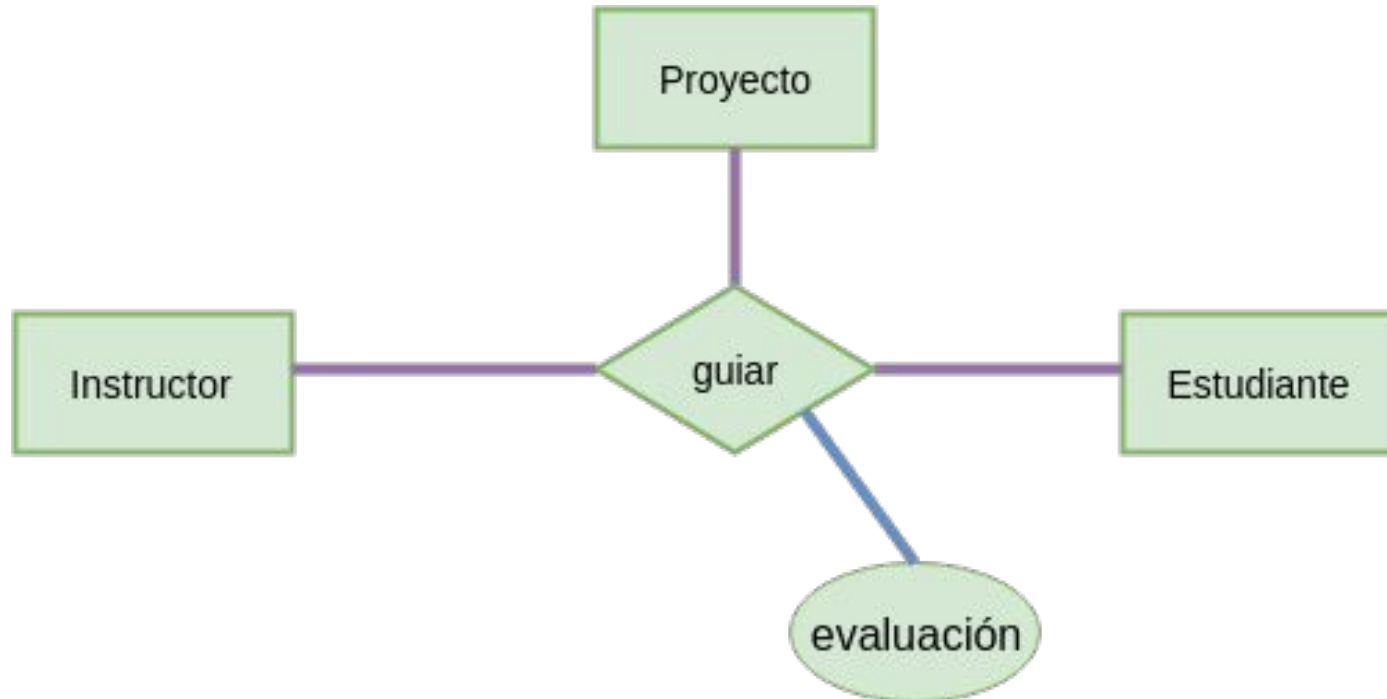 Proyecto
Instructor
guiar
Estudiante
evaluación